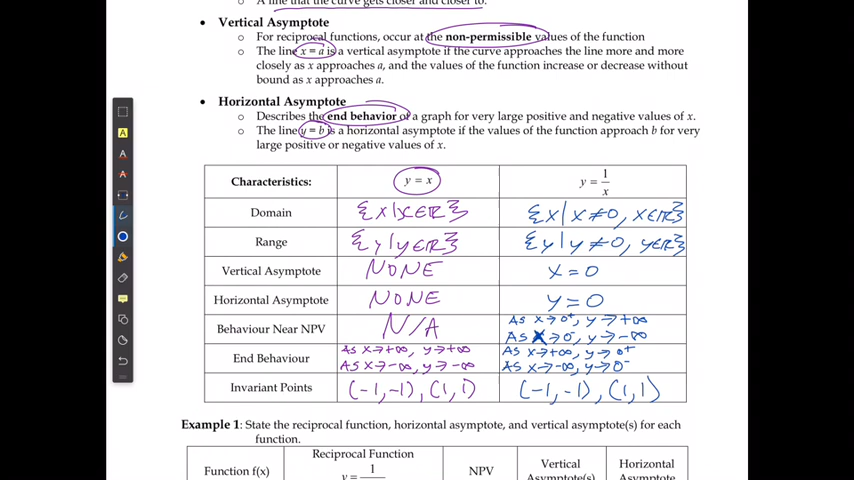 A line that the curve gets closer and closer to.
• Vertical Asymptote
o For reciprocal functions, occur at the non-permissible values of the function
o The line x = a is a vertical asymptote if the curve approaches the line more and more
closely as x approaches a, and the values of the function increase or decrease without
bound as x approaches a.
• Horizontal Asymptote
o Describes the end behavior of a graph for very large positive and negative values of x.
o The line y = b is a horizontal asymptote if the values of the function approach b for very
large positive or negative values of x.
Characteristics: y = x y = 1/x
Domain {x|x∈R} {x|x≠0, x∈R}
Range {y|y∈R} {y|y≠0, y∈R}
Vertical Asymptote NONE x = 0
Horizontal Asymptote NONE y = 0
Behaviour Near NPV N/A As x→0⁺, y→+∞
As x→0⁻, y→-∞
End Behaviour As x→+∞, y→+∞ As x→+∞, y→0⁺
As x→-∞, y→-∞ As x→-∞, y→0⁻
Invariant Points (-1,-1), (1,1) (-1,-1), (1,1)
Example 1: State the reciprocal function, horizontal asymptote, and vertical asymptote(s) for each
function.
Function f(x) Reciprocal Function NPV Vertical Horizontal
y = 1 Asymptote(s) Asymptote